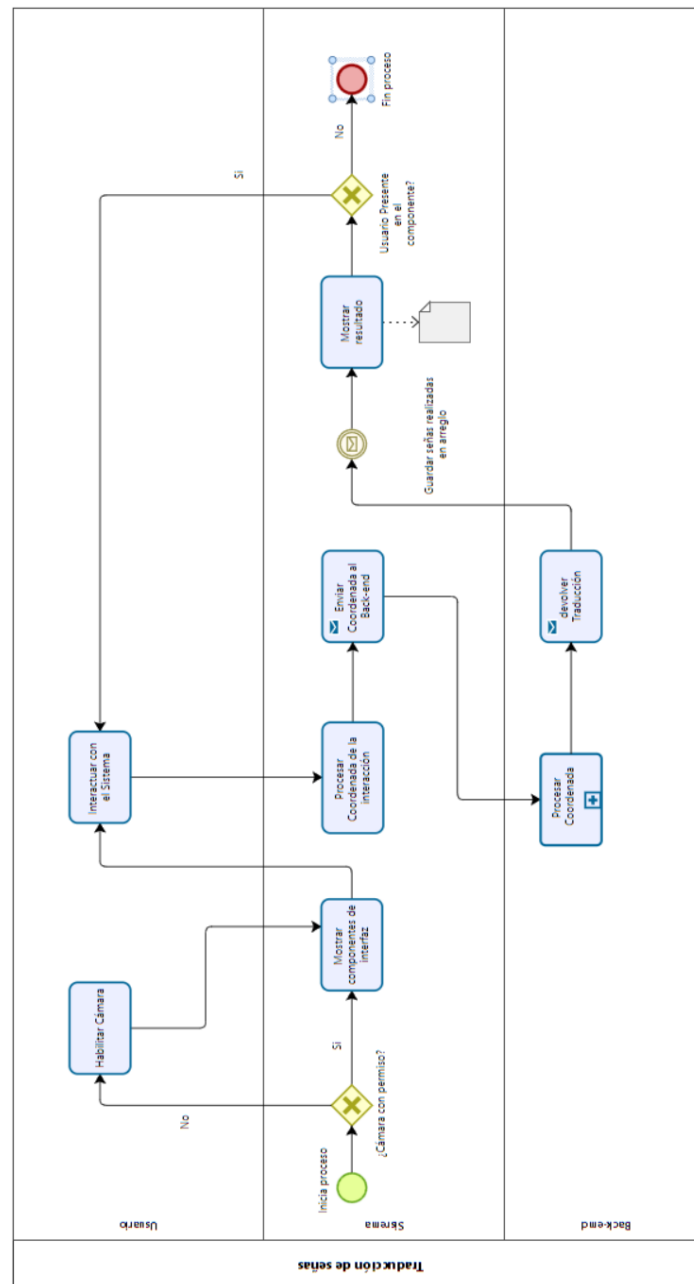 Traducción de señas
Usuario
Sisrema
Back-emd
Inicia proceso
¿Cámara con permiso?
No
Si
Habilitar Cámara
Mostrar
componentes de
interfaz
Interactuar con
el Sistema
Procesar
Coordenada de la
interacción
Enviar
Coordenada al
Back-end
Procesar
Coordenada
devolver
Traducción
Guardar señas realizadas
en arreglo
Mostrar
resultado
Usuario Presente
en el
componente?
Si
No
Fin proceso